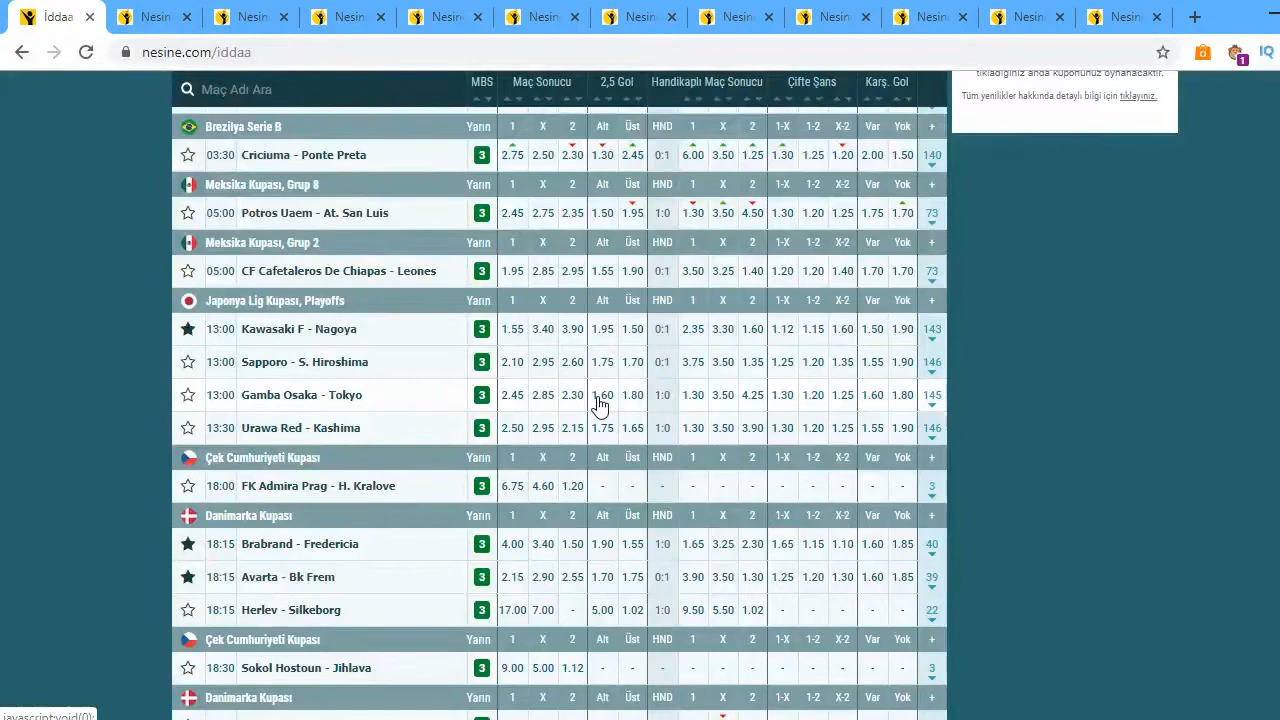 İddaa Nesine Nesine Nesine Nesine Nesine Nesine Nesine Nesine Nesine Nesine Nesine
nesine.com/iddaa
1 IQ
tıkladığınız anda kuponunuz oynanacaktır.
Maç Adı Ara MBS Maç Sonucu 2,5 Gol Handikaplı Maç Sonucu Çifte Şans Karş. Gol
Tüm yenilikler hakkında detaylı bilgi için tıklayınız.
Brezilya Serie B Yarın 1 X 2 Alt Üst HND 1 X 2 1-X 1-2 X-2 Var Yok +
03:30 Criciuma - Ponte Preta 3 2.75 2.50 2.30 1.30 2.45 0:1 6.00 3.50 1.25 1.30 1.25 1.20 2.00 1.50 140
Meksika Kupası, Grup 8 Yarın 1 X 2 Alt Üst HND 1 X 2 1-X 1-2 X-2 Var Yok +
05:00 Potros Uaem - At. San Luis 3 2.45 2.75 2.35 1.50 1.95 1:0 1.30 3.50 4.50 1.30 1.20 1.25 1.75 1.70 73
Meksika Kupası, Grup 2 Yarın 1 X 2 Alt Üst HND 1 X 2 1-X 1-2 X-2 Var Yok +
05:00 CF Cafetaleros De Chiapas - Leones 3 1.95 2.85 2.95 1.55 1.90 0:1 3.50 3.25 1.40 1.20 1.20 1.40 1.70 1.70 73
Japonya Lig Kupası, Playoffs Yarın 1 X 2 Alt Üst HND 1 X 2 1-X 1-2 X-2 Var Yok +
13:00 Kawasaki F - Nagoya 3 1.55 3.40 3.90 1.95 1.50 0:1 2.35 3.30 1.60 1.12 1.15 1.60 1.50 1.90 143
13:00 Sapporo - S. Hiroshima 3 2.10 2.95 2.60 1.75 1.70 0:1 3.75 3.50 1.35 1.25 1.20 1.35 1.55 1.90 146
13:00 Gamba Osaka - Tokyo 3 2.45 2.85 2.30 1.60 1.80 1:0 1.30 3.50 4.25 1.30 1.20 1.25 1.60 1.80 145
13:30 Urawa Red - Kashima 3 2.50 2.95 2.15 1.75 1.65 1:0 1.30 3.50 3.90 1.30 1.20 1.25 1.55 1.90 146
Çek Cumhuriyeti Kupası Yarın 1 X 2 Alt Üst HND 1 X 2 1-X 1-2 X-2 Var Yok +
18:00 FK Admira Prag - H. Kralove 3 6.75 4.60 1.20 - - - - - - - - - - - 3
Danimarka Kupası Yarın 1 X 2 Alt Üst HND 1 X 2 1-X 1-2 X-2 Var Yok +
18:15 Brabrand - Fredericia 3 4.00 3.40 1.50 1.90 1.55 1:0 1.65 3.25 2.30 1.65 1.15 1.10 1.60 1.85 40
18:15 Avarta - Bk Frem 3 2.15 2.90 2.55 1.70 1.75 0:1 3.90 3.50 1.30 1.25 1.20 1.30 1.60 1.85 39
18:15 Herlev - Silkeborg 3 17.00 7.00 - 5.00 1.02 1:0 9.50 5.50 1.02 - - - - - 22
Çek Cumhuriyeti Kupası Yarın 1 X 2 Alt Üst HND 1 X 2 1-X 1-2 X-2 Var Yok +
18:30 Sokol Hostoun - Jihlava 3 9.00 5.00 1.12 - - - - - - - - - - - 3
Danimarka Kupası Yarın 1 X 2 Alt Üst HND 1 X 2 1-X 1-2 X-2 Var Yok +
javascript:void(0);